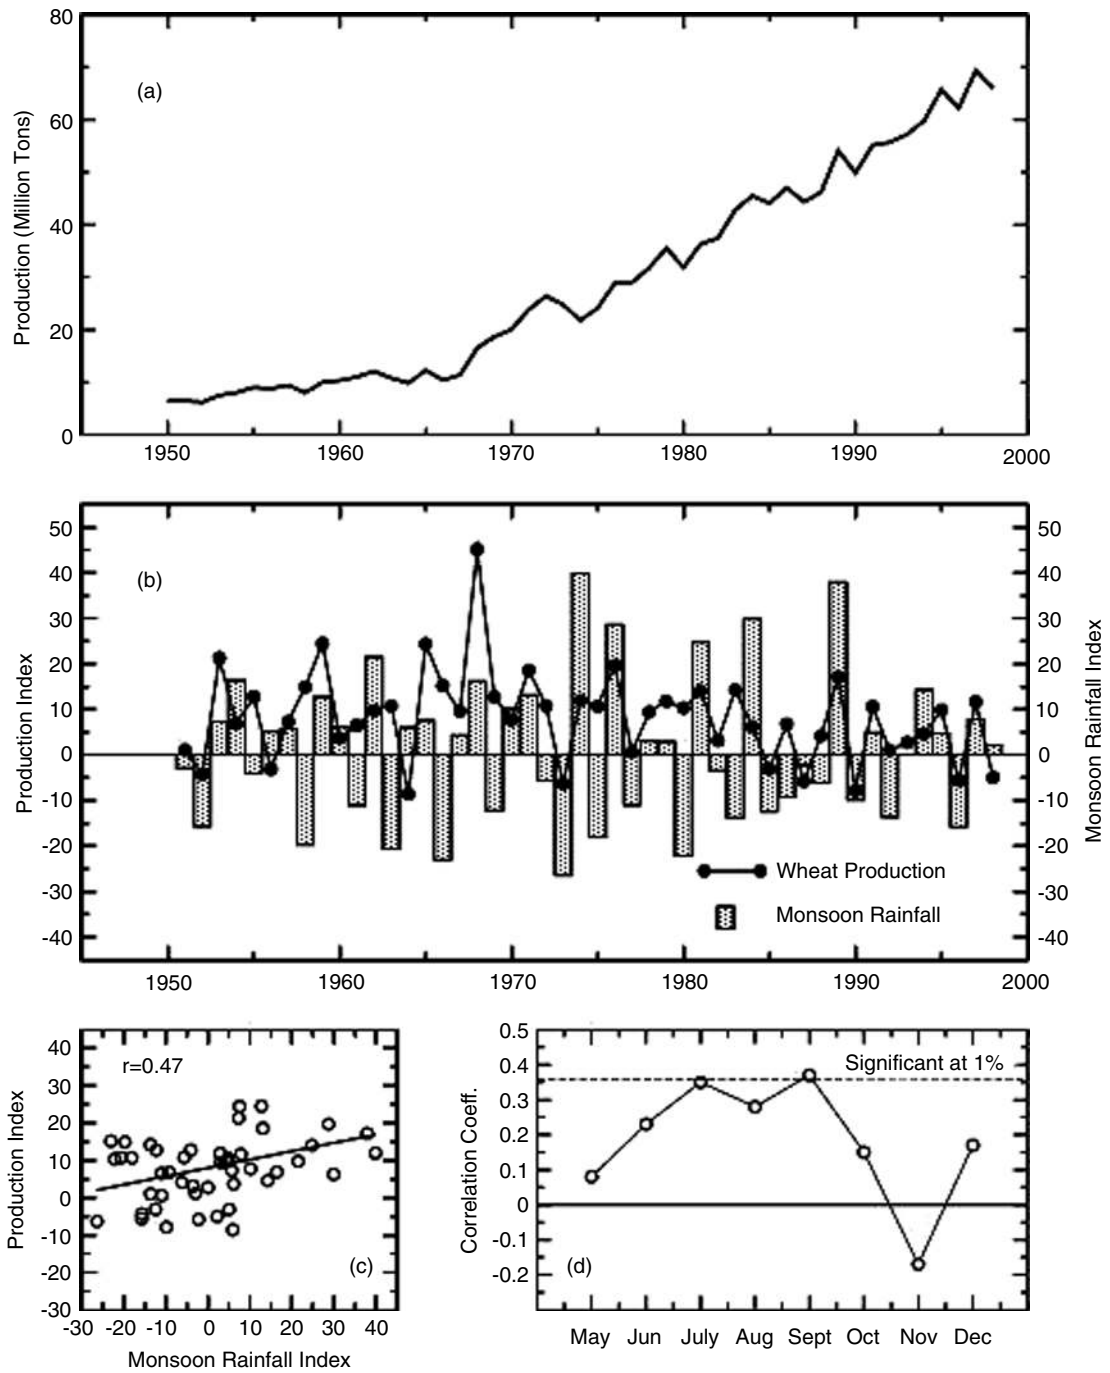 80
60
40
20
0
Production (Million Tons)
(a)
1950 1960 1970 1980 1990 2000
50 50
40 40
30 30
20 20
10 10
0 0
-10 -10
-20 -20
-30 -30
-40 -40
Production Index
Monsoon Rainfall Index
(b)
Wheat Production
Monsoon Rainfall
1950 1960 1970 1980 1990 2000
40
30
20
10
0
-10
-20
-30
Production Index
r=0.47
(c)
-30 -20 -10 0 10 20 30 40
Monsoon Rainfall Index
0.5
0.4
0.3
0.2
0.1
0
-0.1
-0.2
Correlation Coeff.
Significant at 1%
(d)
May Jun July Aug Sept Oct Nov Dec